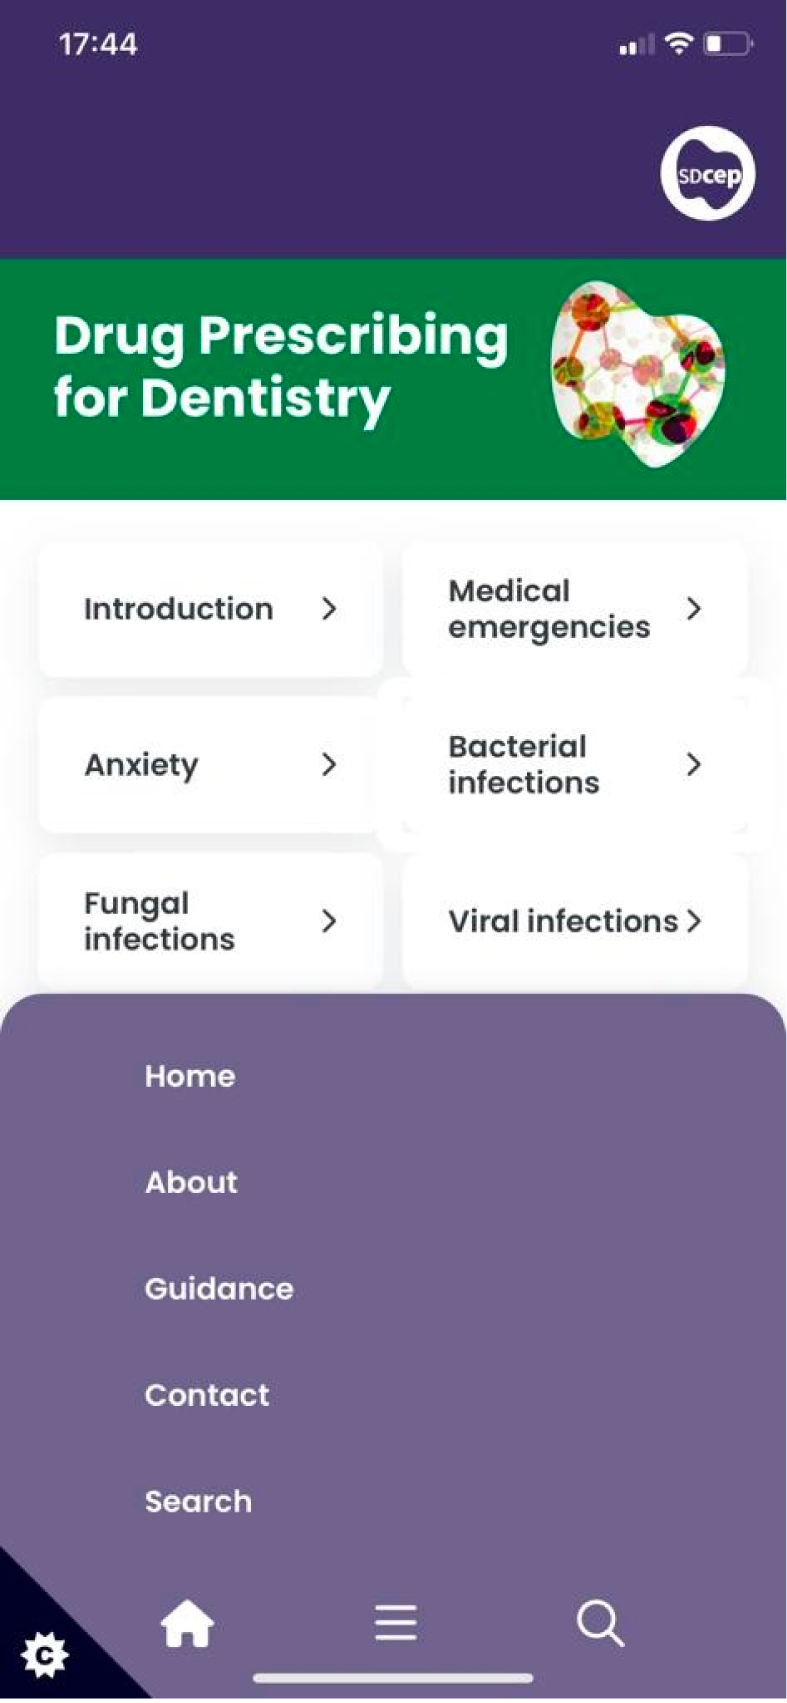 17:44
SDcep
Drug Prescribing
for Dentistry
Introduction
Medical
emergencies
Anxiety
Bacterial
infections
Fungal
infections
Viral infections
Home
About
Guidance
Contact
Search
C